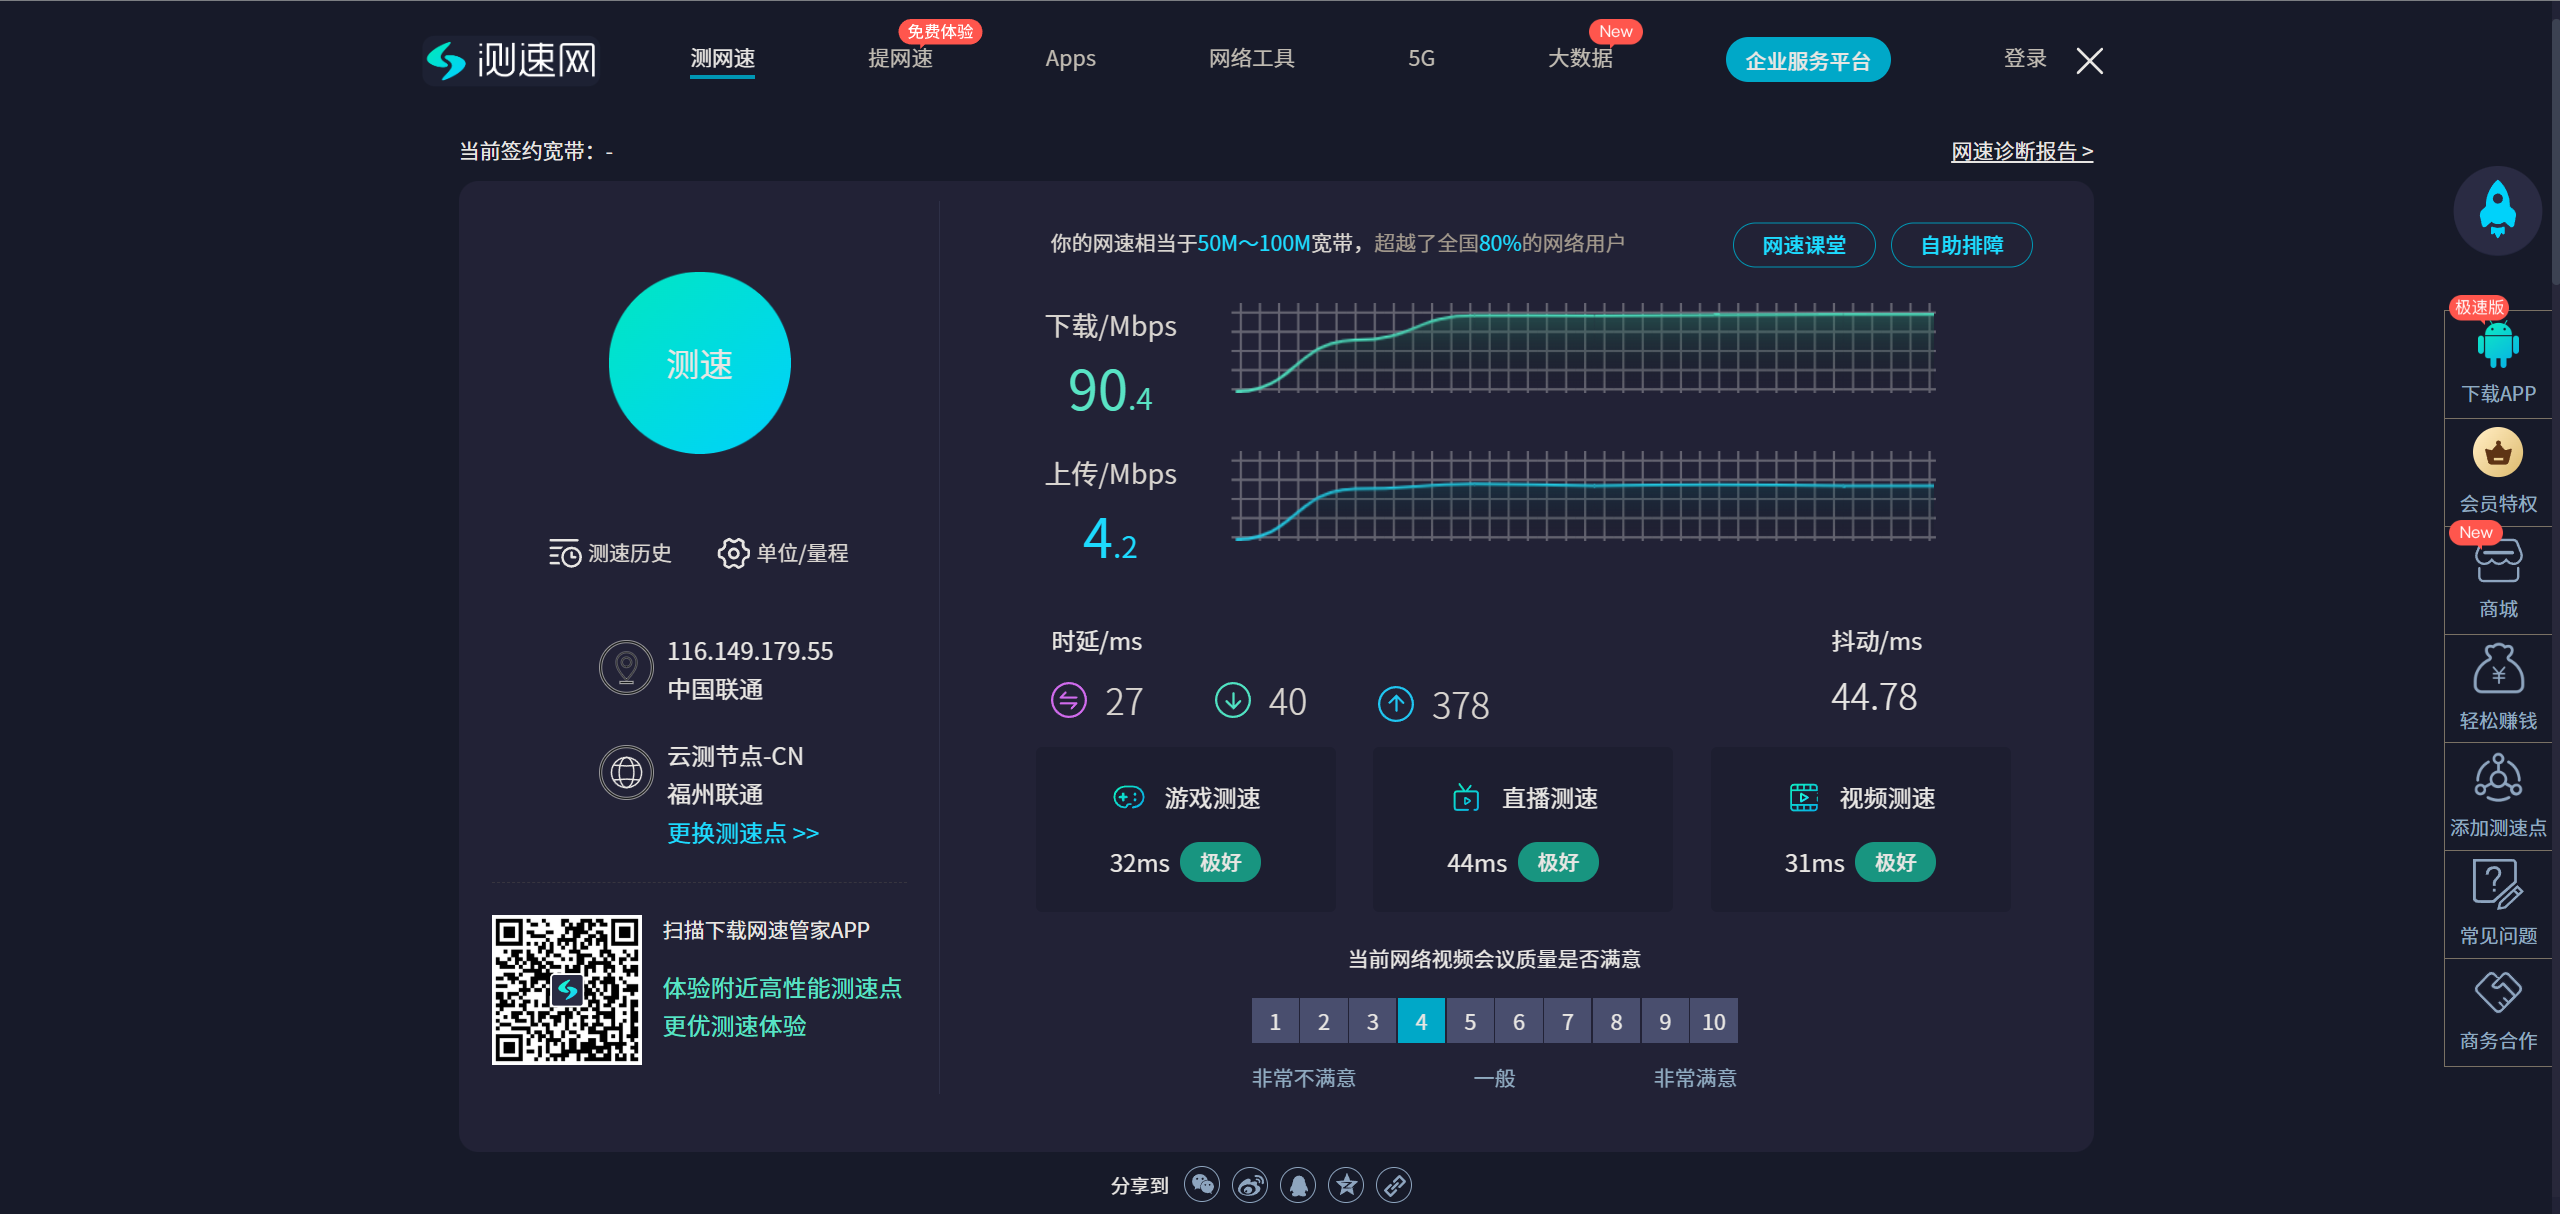 测速网
测网速
提网速
免费体验
Apps
网络工具
5G
大数据
New
企业服务平台
登录
当前签约宽带：-
网速诊断报告 >
测速
测速历史
单位/量程
116.149.179.55
中国联通
云测节点-CN
福州联通
更换测速点 >>
扫描下载网速管家APP
体验附近高性能测速点
更优测速体验
你的网速相当于50M～100M宽带，超越了全国80%的网络用户
网速课堂
自助排障
下载/Mbps
90.4
上传/Mbps
4.2
时延/ms
27
40
378
抖动/ms
44.78
游戏测速
32ms 极好
直播测速
44ms 极好
视频测速
31ms 极好
当前网络视频会议质量是否满意
1 2 3 4 5 6 7 8 9 10
非常不满意 一般 非常满意
分享到
极速版
下载APP
会员特权
New
商城
¥
轻松赚钱
添加测速点
?
常见问题
商务合作